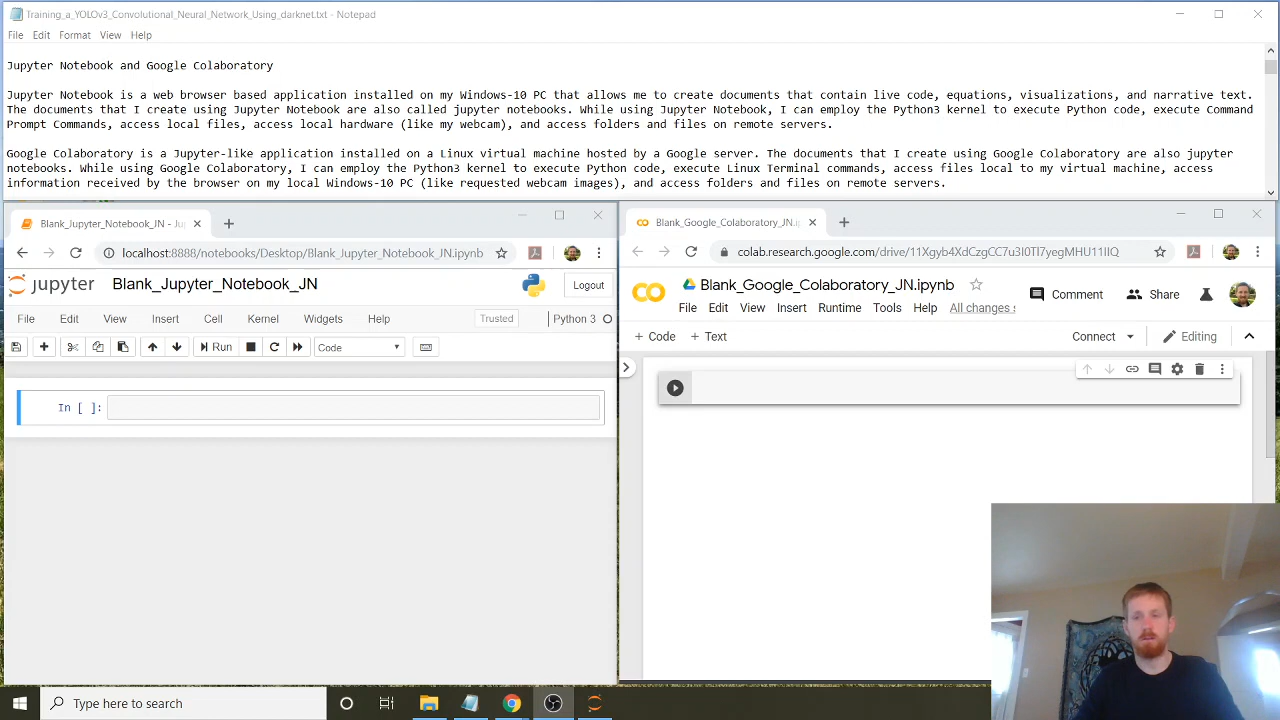 Training_a_YOLOv3_Convolutional_Neural_Network_Using_darknet.txt - Notepad
File Edit Format View Help
Jupyter Notebook and Google Colaboratory
Jupyter Notebook is a web browser based application installed on my Windows-10 PC that allows me to create documents that contain live code, equations, visualizations, and narrative text.
The documents that I create using Jupyter Notebook are also called jupyter notebooks. While using Jupyter Notebook, I can employ the Python3 kernel to execute Python code, execute Command
Prompt Commands, access local files, access local hardware (like my webcam), and access folders and files on remote servers.
Google Colaboratory is a Jupyter-like application installed on a Linux virtual machine hosted by a Google server. The documents that I create using Google Colaboratory are also jupyter
notebooks. While using Google Colaboratory, I can employ the Python3 kernel to execute Python code, execute Linux Terminal commands, access files local to my virtual machine, access
information received by the browser on my local Windows-10 PC (like requested webcam images), and access folders and files on remote servers.
Blank_Jupyter_Notebook_JN - Ju
localhost:8888/notebooks/Desktop/Blank_Jupyter_Notebook_JN.ipynb
jupyter Blank_Jupyter_Notebook_JN Logout
File Edit View Insert Cell Kernel Widgets Help Trusted Python 3
Run Code
In [ ]:
Blank_Google_Colaboratory_JN.i
colab.research.google.com/drive/11Xgyb4XdCzgCC7u3I0Tl7yegMHU11IlQ
Blank_Google_Colaboratory_JN.ipynb Comment Share
File Edit View Insert Runtime Tools Help All changes s
+ Code + Text Connect Editing
Type here to search